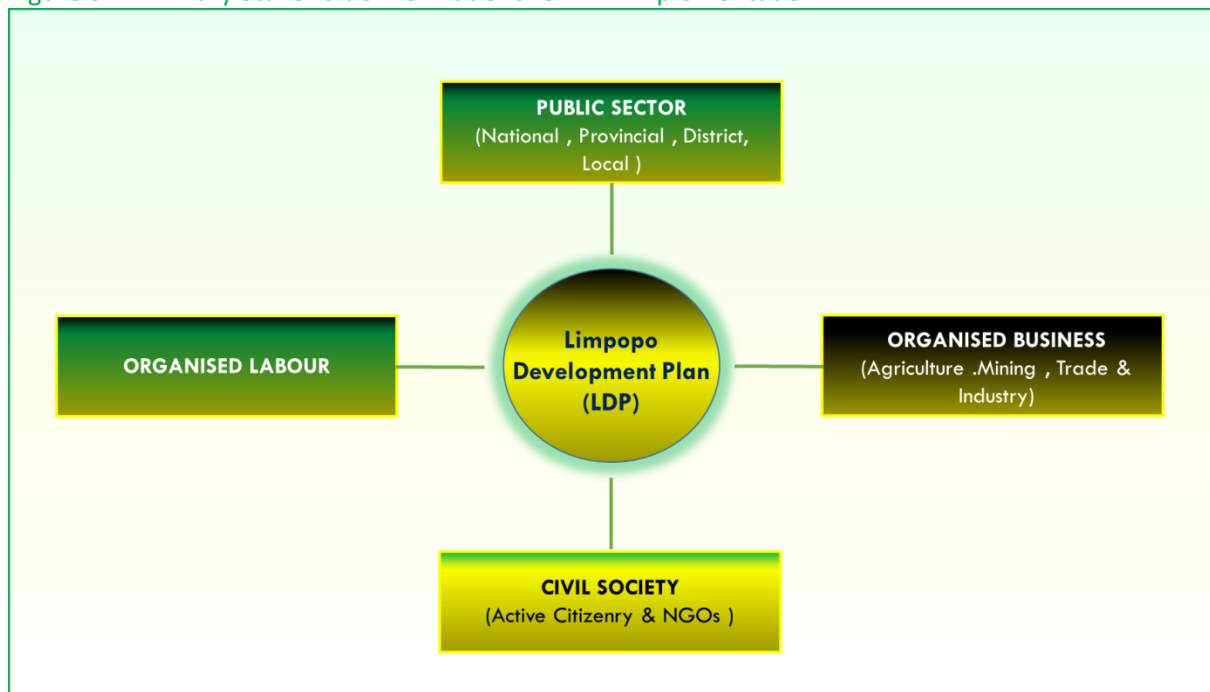 PUBLIC SECTOR
(National , Provincial , District,
Local )
ORGANISED LABOUR
Limpopo
Development Plan
(LDP)
ORGANISED BUSINESS
(Agriculture .Mining , Trade &
Industry)
CIVIL SOCIETY
(Active Citizenry & NGOs )